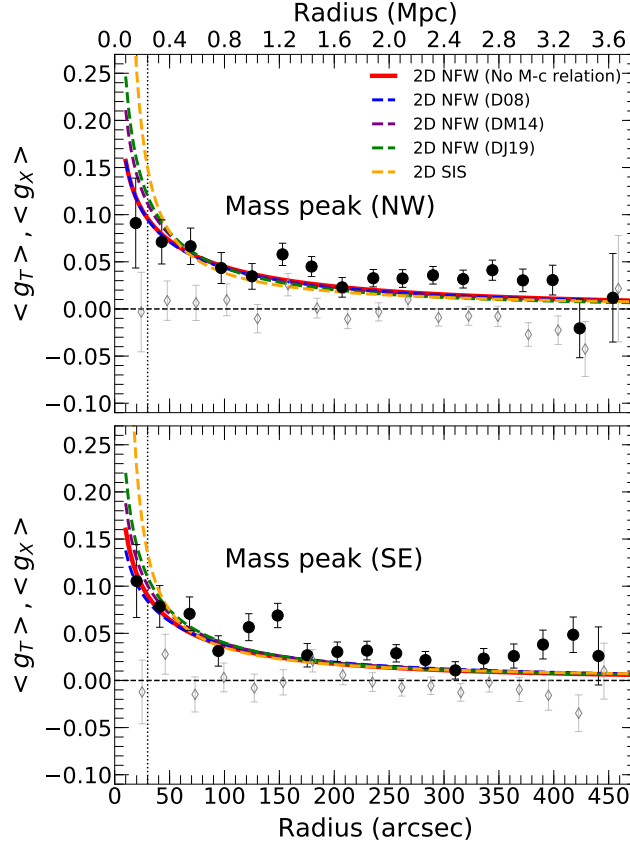 Radius (Mpc)
0.0 0.4 0.8 1.2 1.6 2.0 2.4 2.8 3.2 3.6
0.25
0.20
0.15
0.10
0.05
0.00
−0.05
−0.10
< g_T > , < g_X >
2D NFW (No M-c relation)
2D NFW (D08)
2D NFW (DM14)
2D NFW (DJ19)
2D SIS
Mass peak (NW)
0.25
0.20
0.15
0.10
0.05
0.00
−0.05
−0.10
< g_T > , < g_X >
Mass peak (SE)
0 50 100 150 200 250 300 350 400 450
Radius (arcsec)